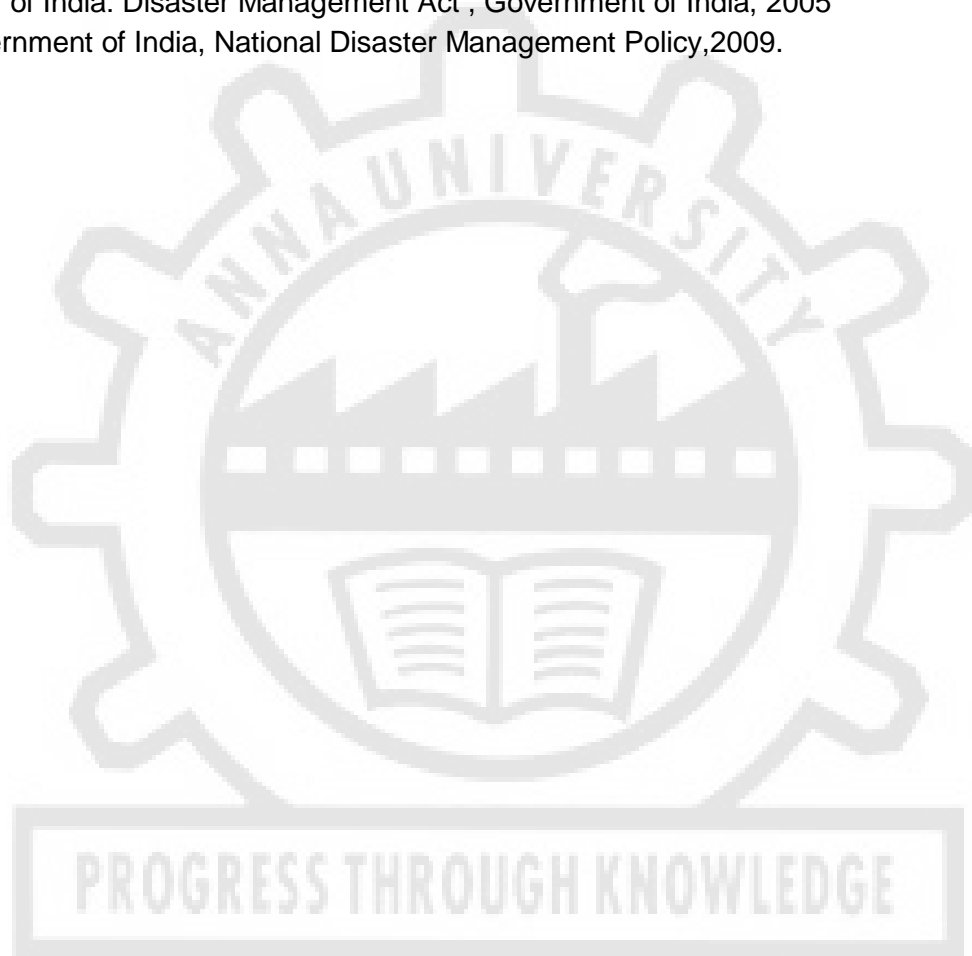 of India: Disaster Management Act , Government of India, 2005
ernment of India, National Disaster Management Policy,2009.
ANNA UNIVERSITY
PROGRESS THROUGH KNOWLEDGE